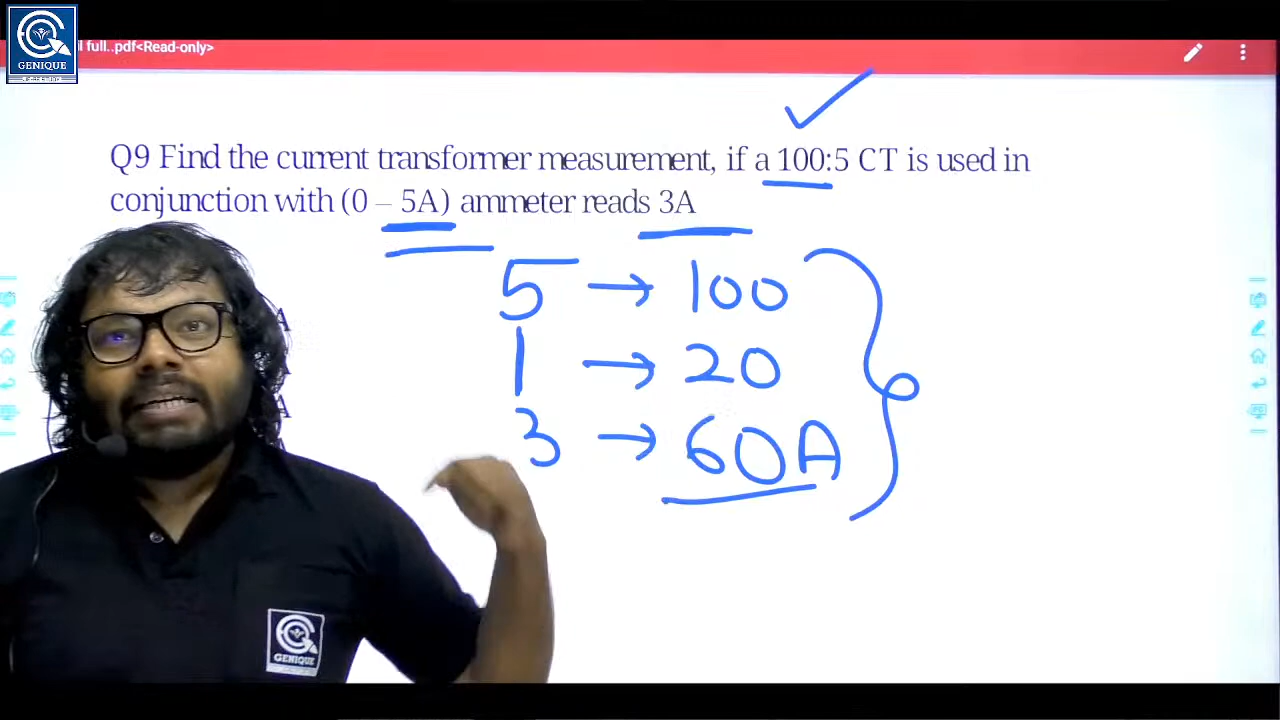 GENIQUE
l full..pdf<Read-only>
Q9 Find the current transformer measurement, if a 100:5 CT is used in
conjunction with (0 – 5A) ammeter reads 3A
5 → 100
1 → 20
3 → 60A
A
A
A
GENIQUE